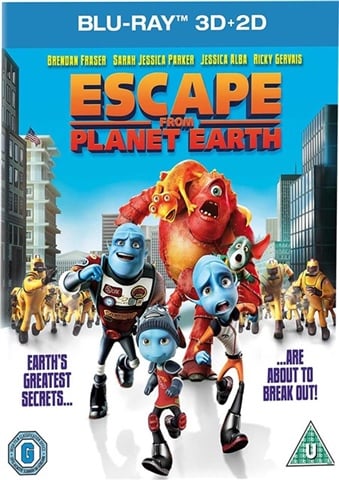 BLU-RAY™ 3D+2D
BRENDAN FRASER SARAH JESSICA PARKER JESSICA ALBA RICKY GERVAIS
ESCAPE
FROM
PLANET EARTH
EARTH'S
GREATEST
SECRETS...
...ARE
ABOUT TO
BREAK OUT!
G
U